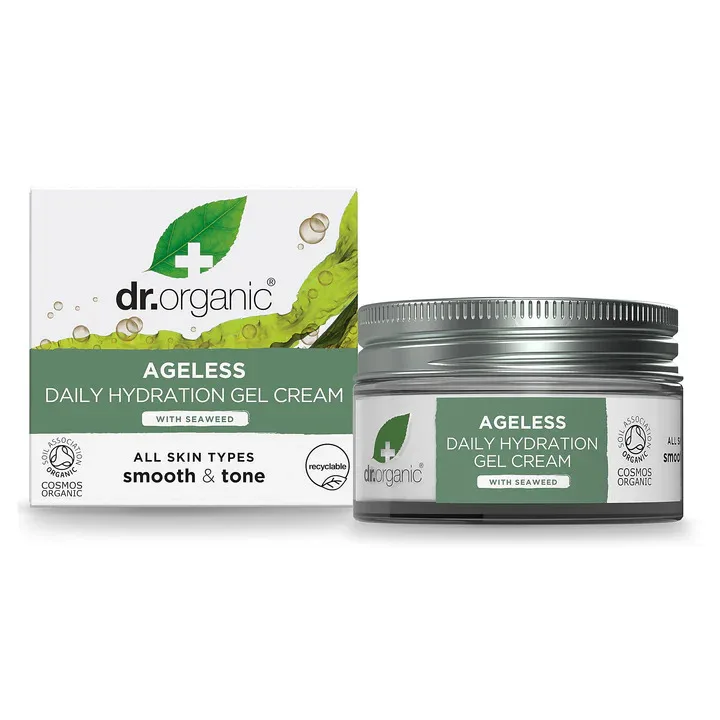 dr.organic®
AGELESS
DAILY HYDRATION GEL CREAM
WITH SEAWEED
ALL SKIN TYPES
smooth & tone
recyclable
SOIL ASSOCIATION
ORGANIC
COSMOS
ORGANIC
dr.organic®
AGELESS
DAILY HYDRATION
GEL CREAM
WITH SEAWEED
SOIL ASSOCIATION
ORGANIC
COSMOS
ORGANIC
ALL